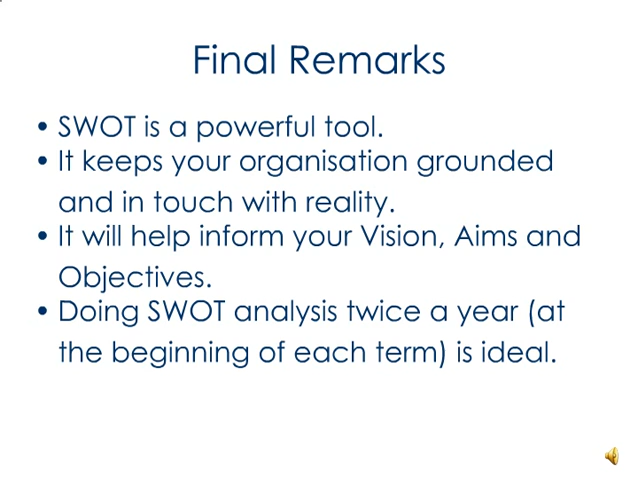 Final Remarks
• SWOT is a powerful tool.
• It keeps your organisation grounded
and in touch with reality.
• It will help inform your Vision, Aims and
Objectives.
• Doing SWOT analysis twice a year (at
the beginning of each term) is ideal.